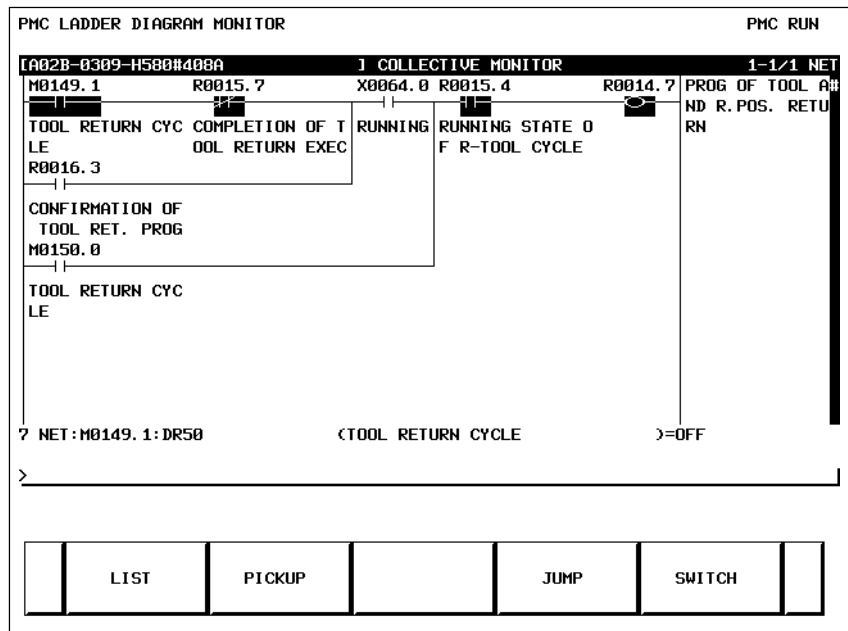 PMC LADDER DIAGRAM MONITOR PMC RUN
[A02B-0309-H580#408A ] COLLECTIVE MONITOR 1-1/1 NET
M0149.1 R0015.7 X0064.0 R0015.4 R0014.7 PROG OF TOOL A#
ND R.POS. RETU
TOOL RETURN CYC COMPLETION OF T RUNNING RUNNING STATE O RN
LE OOL RETURN EXEC F R-TOOL CYCLE
R0016.3
CONFIRMATION OF
TOOL RET. PROG
M0150.0
TOOL RETURN CYC
LE
7 NET:M0149.1:DR50 (TOOL RETURN CYCLE )=OFF
>
LIST PICKUP JUMP SWITCH